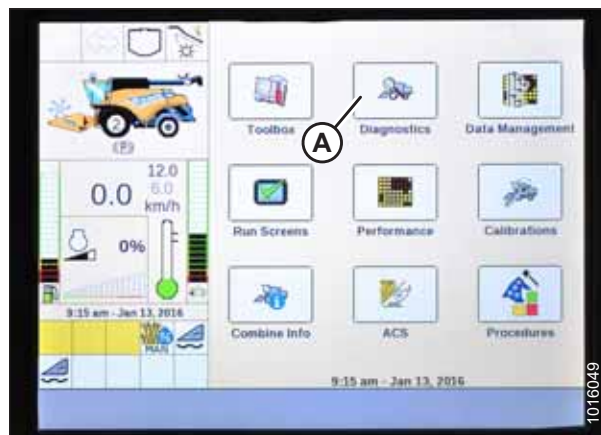 12.0
6.0
0.0
km/h
0%
9:15 am - Jan 13, 2016
MAN
2
(P)
Toolbox
Diagnostics
Data Management
A
Run Screens
Performance
Calibrations
Combine Info
ACS
Procedures
9:15 am - Jan 13, 2016
1016049